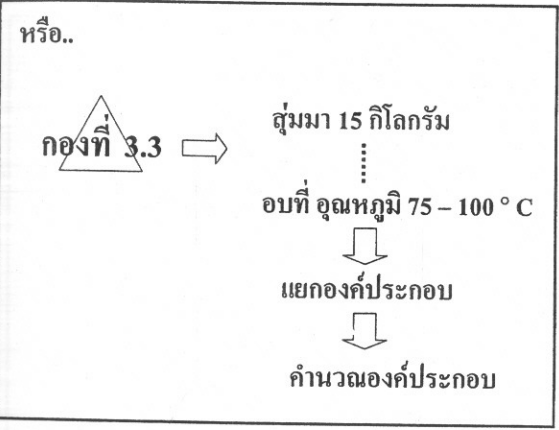 หรือ..
กองที่ 3.3
สุ่มมา 15 กิโลกรัม
อบที่ อุณหภูมิ 75 – 100 ° C
แยกองค์ประกอบ
คำนวณองค์ประกอบ